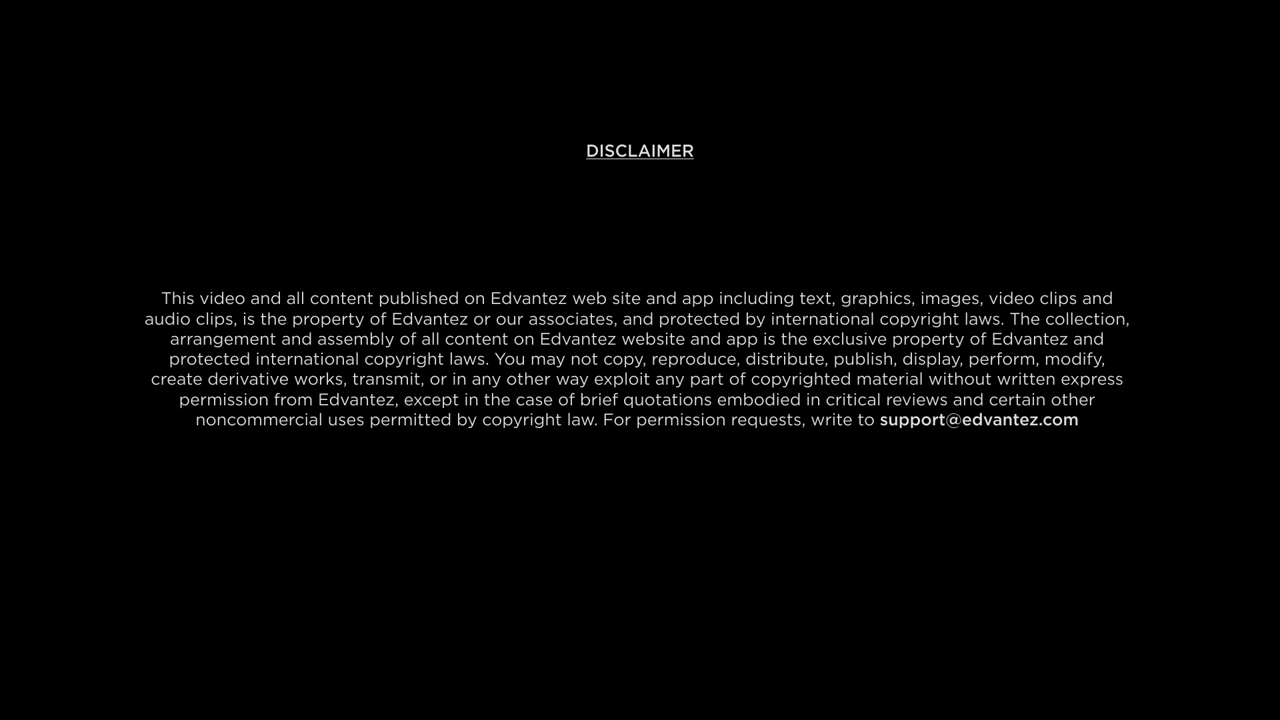 DISCLAIMER
This video and all content published on Edvantez web site and app including text, graphics, images, video clips and
audio clips, is the property of Edvantez or our associates, and protected by international copyright laws. The collection,
arrangement and assembly of all content on Edvantez website and app is the exclusive property of Edvantez and
protected international copyright laws. You may not copy, reproduce, distribute, publish, display, perform, modify,
create derivative works, transmit, or in any other way exploit any part of copyrighted material without written express
permission from Edvantez, except in the case of brief quotations embodied in critical reviews and certain other
noncommercial uses permitted by copyright law. For permission requests, write to support@edvantez.com